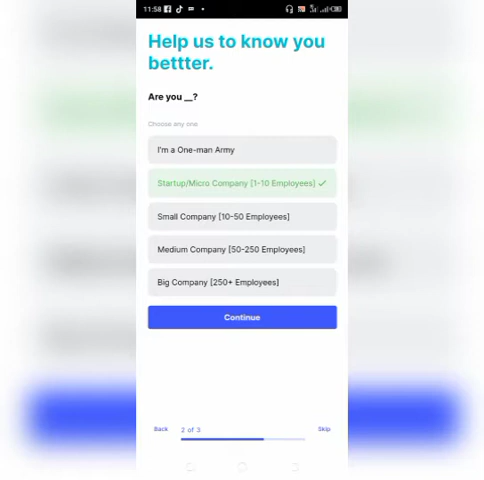 11:58
Help us to know you
bettter.
Are you __?
Choose any one.
I'm a One-man Army
Startup/Micro Company [1-10 Employees]
Small Company [10-50 Employees]
Medium Company [50-250 Employees]
Big Company [250+ Employees]
Continue
Back 2 of 3 Skip